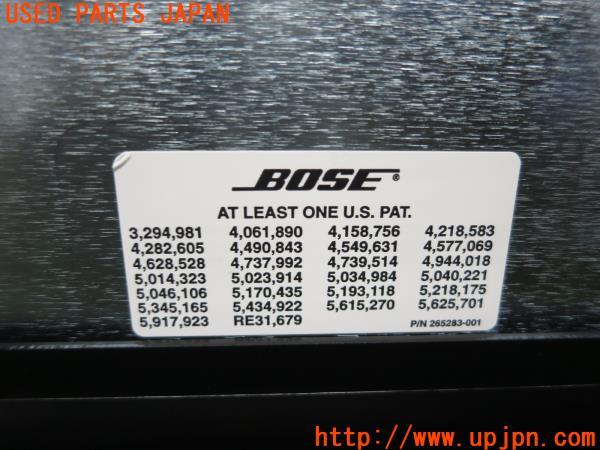 USED PARTS JAPAN
BOSE®
AT LEAST ONE U.S. PAT.
3,294,981 4,061,890 4,158,756 4,218,583
4,282,605 4,490,843 4,549,631 4,577,069
4,628,528 4,737,992 4,739,514 4,944,018
5,014,323 5,023,914 5,034,984 5,040,221
5,046,106 5,170,435 5,193,118 5,218,175
5,345,165 5,434,922 5,615,270 5,625,701
5,917,923 RE31,679 P/N 265283-001
http://www.upjpn.com/